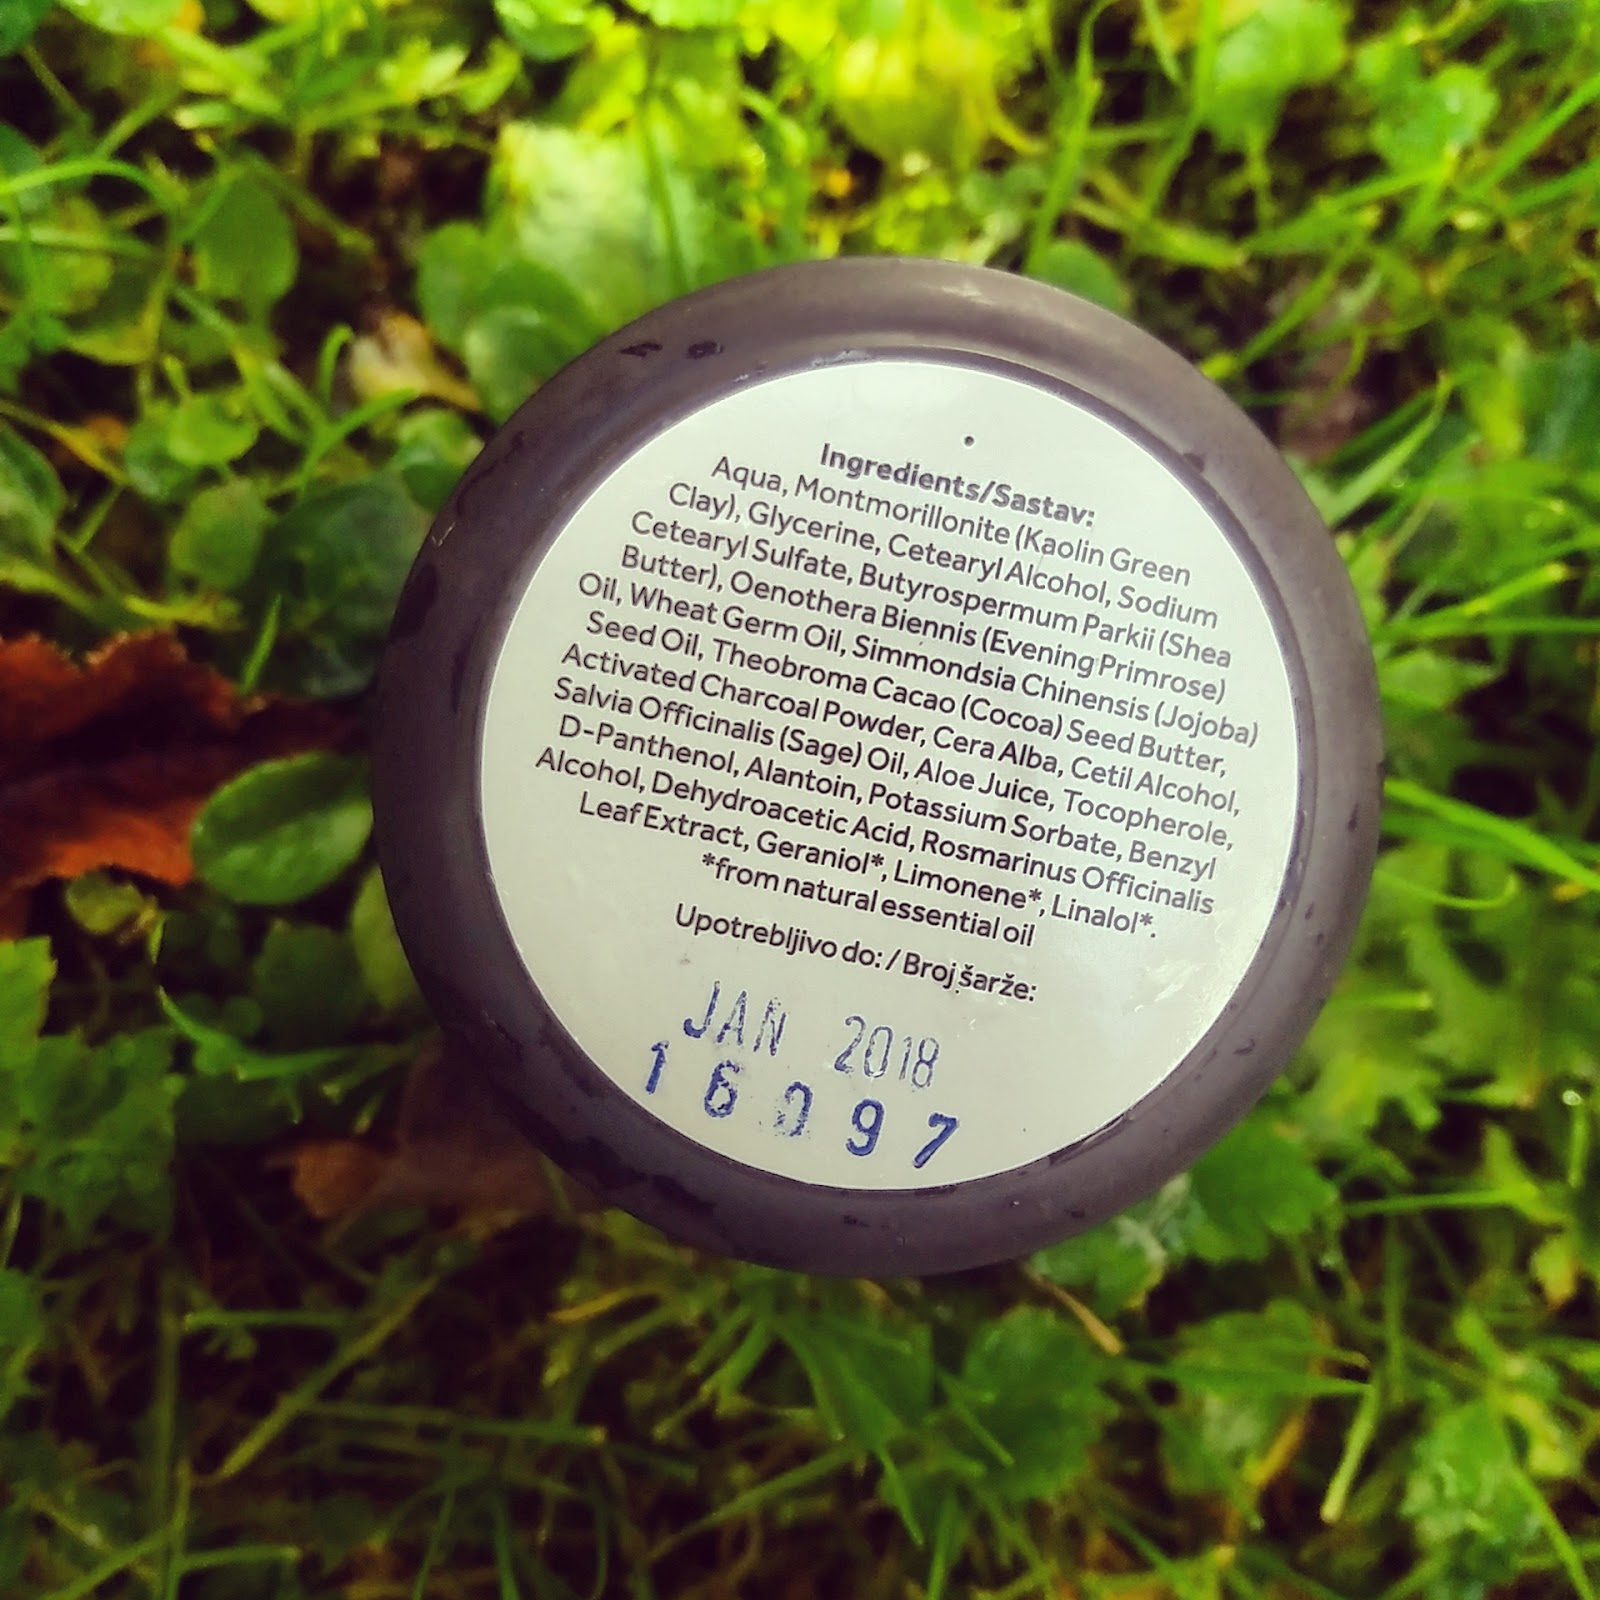 Ingredients/Sastav:
Aqua, Montmorillonite (Kaolin Green
Clay), Glycerine, Cetearyl Alcohol, Sodium
Cetearyl Sulfate, Butyrospermum Parkii (Shea
Butter), Oenothera Biennis (Evening Primrose)
Oil, Wheat Germ Oil, Simmondsia Chinensis (Jojoba)
Seed Oil, Theobroma Cacao (Cocoa) Seed Butter,
Activated Charcoal Powder, Cera Alba, Cetil Alcohol,
Salvia Officinalis (Sage) Oil, Aloe Juice, Tocopherole,
D-Panthenol, Alantoin, Potassium Sorbate, Benzyl
Alcohol, Dehydroacetic Acid, Rosmarinus Officinalis
Leaf Extract, Geraniol*, Limonene*, Linalol*.
*from natural essential oil
Upotrebljivo do: / Broj šarže:
JAN 2018
16097